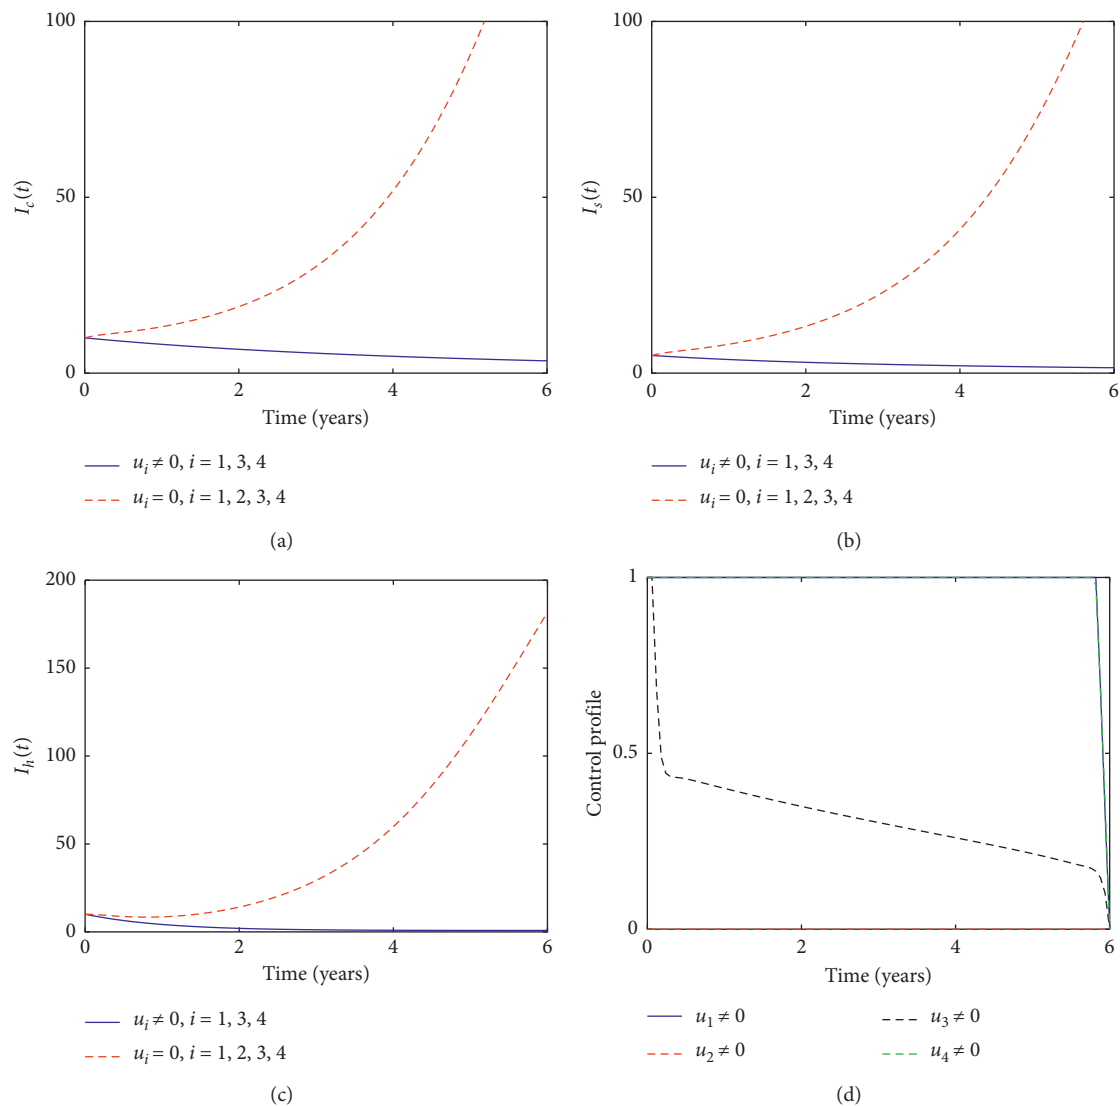 100
50
0
I_c(t)
0 2 4 6
Time (years)
u_i ≠ 0, i = 1, 3, 4
u_i = 0, i = 1, 2, 3, 4
(a)
100
50
0
I_s(t)
0 2 4 6
Time (years)
u_i ≠ 0, i = 1, 3, 4
u_i = 0, i = 1, 2, 3, 4
(b)
200
150
100
50
0
I_h(t)
0 2 4 6
Time (years)
u_i ≠ 0, i = 1, 3, 4
u_i = 0, i = 1, 2, 3, 4
(c)
1
0.5
0
Control profile
0 2 4 6
Time (years)
u_1 ≠ 0 u_3 ≠ 0
u_2 ≠ 0 u_4 ≠ 0
(d)